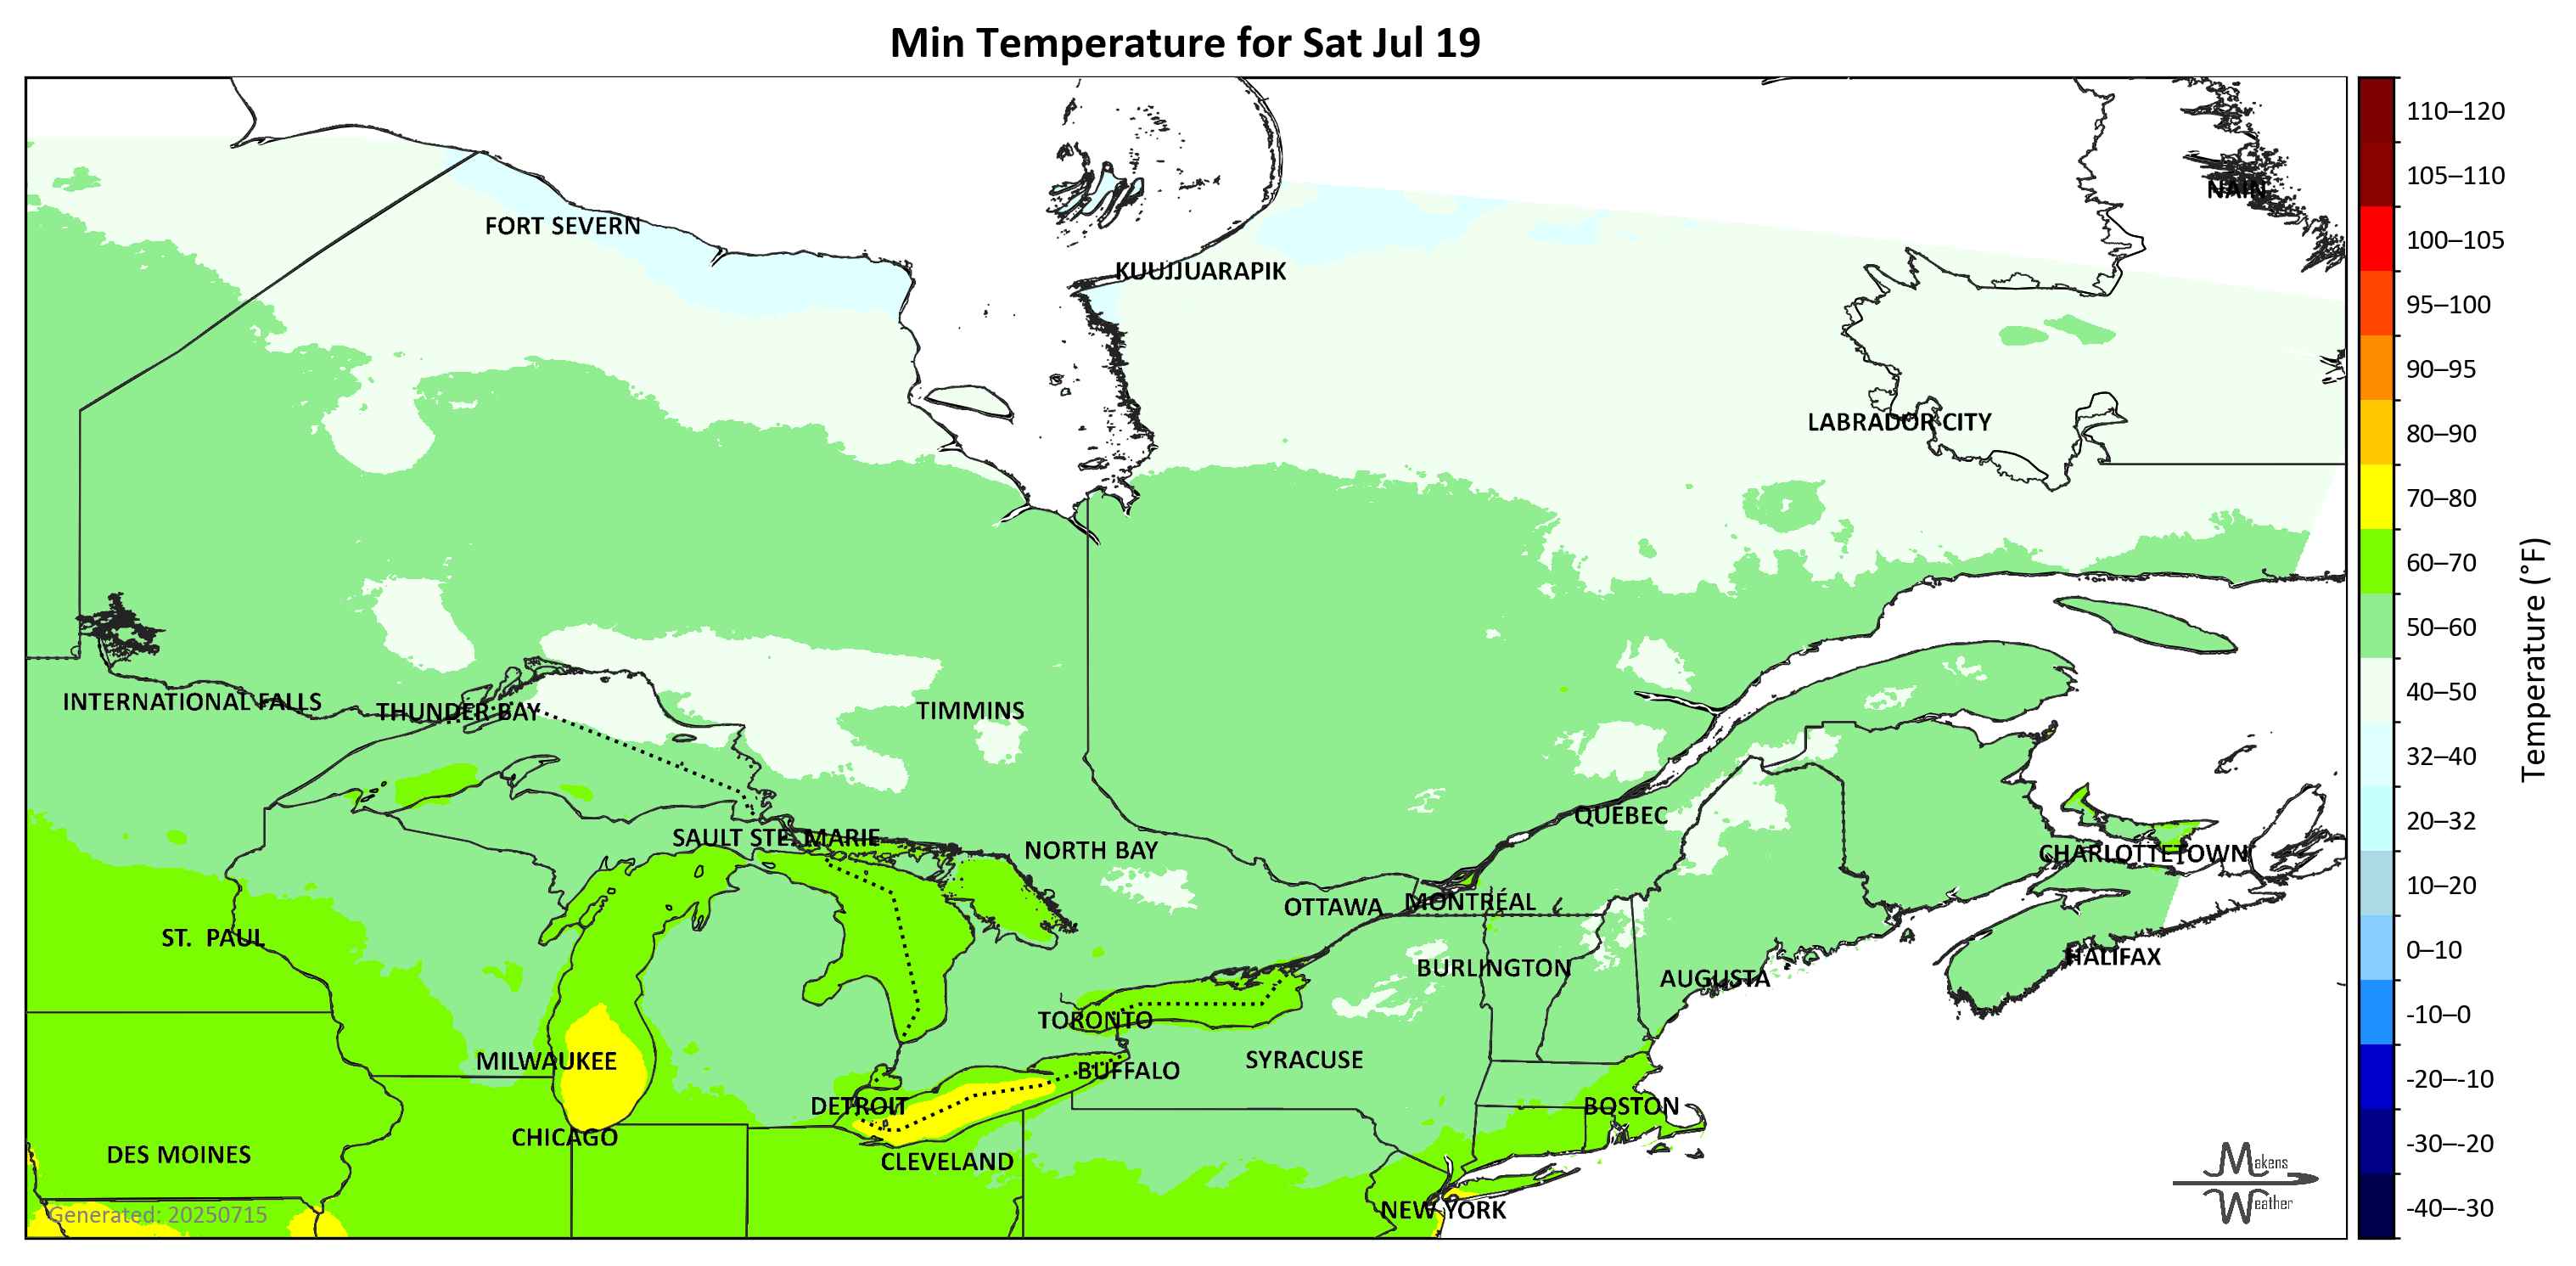 Min Temperature for Sat Jul 19
NAIN
FORT SEVERN
KUUJJUARAPIK
LABRADOR CITY
INTERNATIONAL FALLS
THUNDER BAY
TIMMINS
QUÉBEC
SAULT STE. MARIE
NORTH BAY
CHARLOTTETOWN
OTTAWA
MONTRÉAL
ST. PAUL
HALIFAX
BURLINGTON
AUGUSTA
TORONTO
MILWAUKEE
BUFFALO
SYRACUSE
DETROIT
BOSTON
CHICAGO
DES MOINES
CLEVELAND
NEW YORK
Generated: 20250715
Makens
Weather
110–120
105–110
100–105
95–100
90–95
80–90
70–80
60–70
50–60
40–50
32–40
20–32
10–20
0–10
-10–0
-20–-10
-30–-20
-40–-30
Temperature (°F)